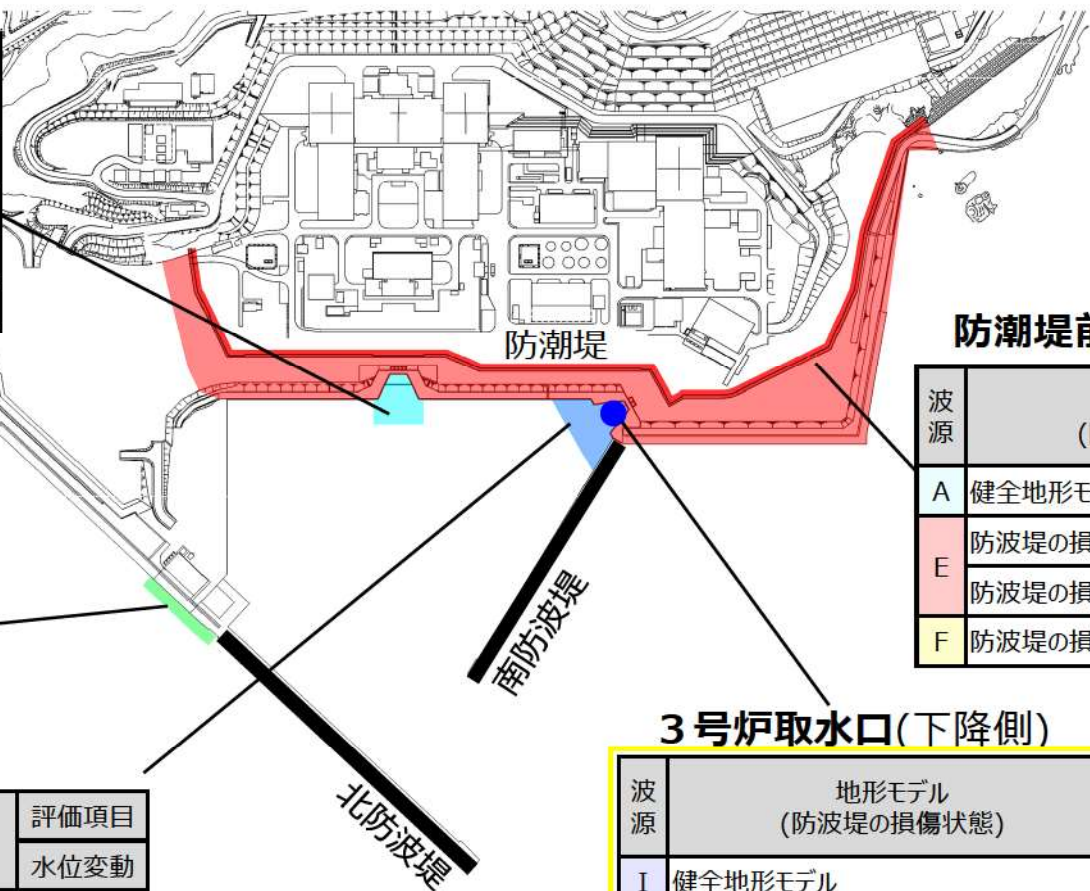 防潮堤
防潮堤前
波源
(
A
健全地形モ
E
防波堤の損
防波堤の損
F
防波堤の損
南防波堤
北防波堤
3号炉取水口(下降側)
波源
地形モデル
(防波堤の損傷状態)
I
健全地形モデル
評価項目
水位変動